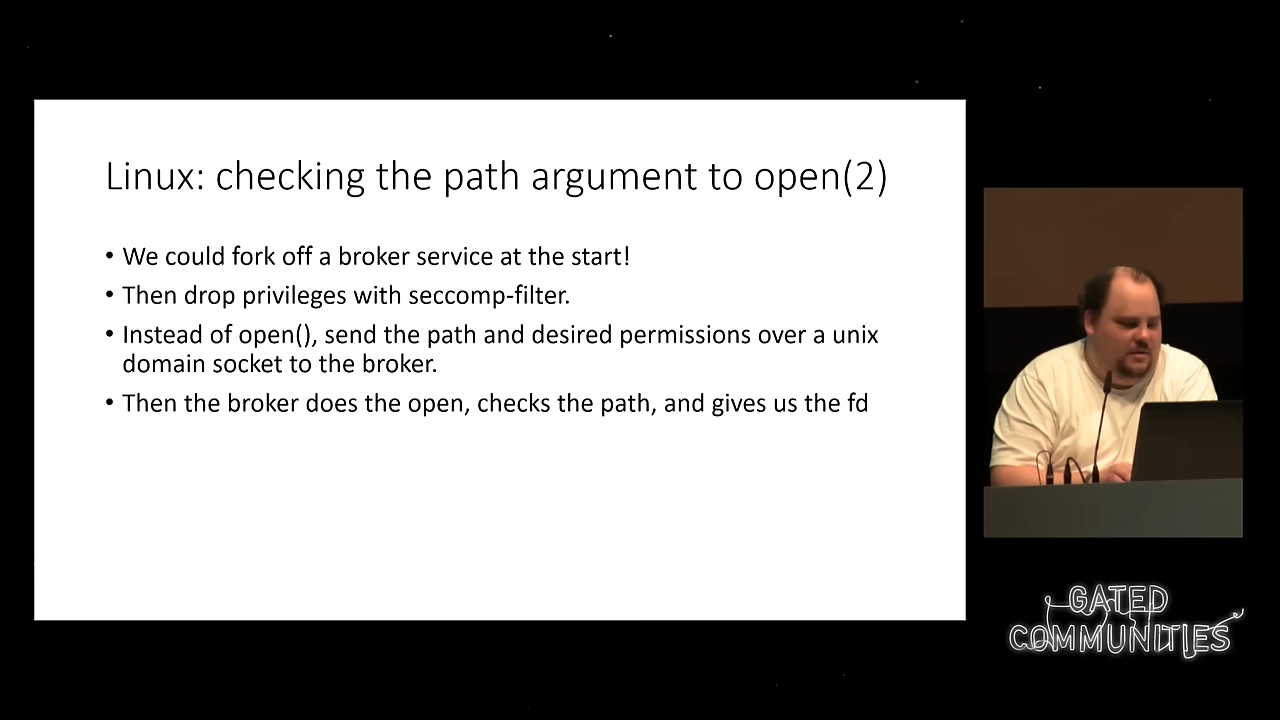 Linux: checking the path argument to open(2)
• We could fork off a broker service at the start!
• Then drop privileges with seccomp-filter.
• Instead of open(), send the path and desired permissions over a unix
domain socket to the broker.
• Then the broker does the open, checks the path, and gives us the fd
GATED
COMMUNITIES